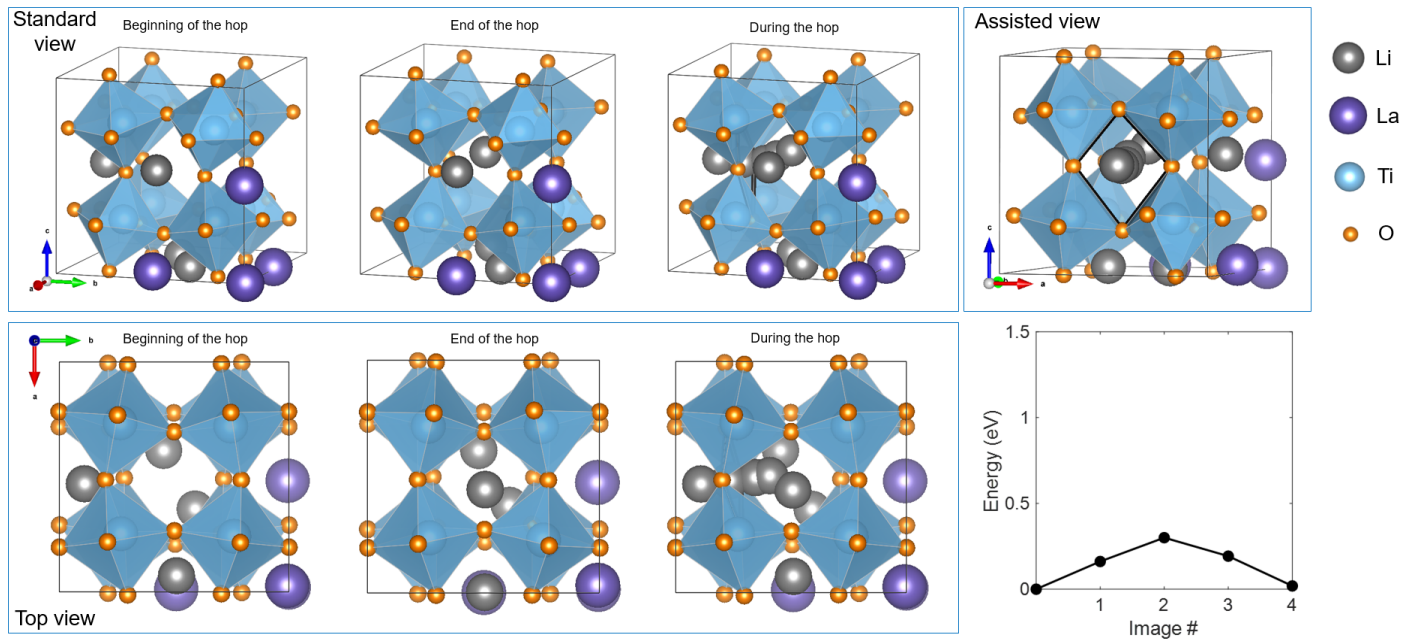 Standard
view
Beginning of the hop
End of the hop
During the hop
c
a
b
Assisted view
c
b
a
Li
La
Ti
O
b
a
Beginning of the hop
End of the hop
During the hop
Top view
1.5
1
0.5
0
Energy (eV)
1 2 3 4
Image #